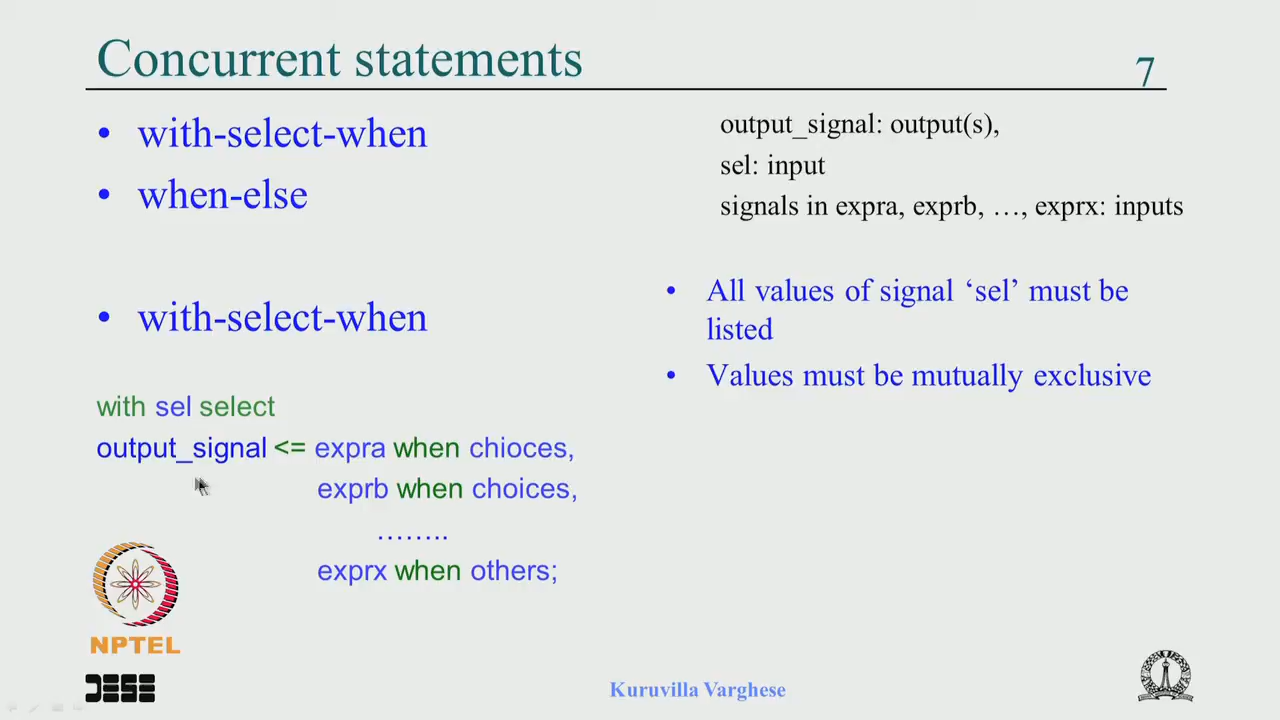 Concurrent statements
7
• with-select-when
• when-else
• with-select-when
with sel select
output_signal <= expra when chioces,
exprb when choices,
……..
exprx when others;
output_signal: output(s),
sel: input
signals in expra, exprb, …, exprx: inputs
• All values of signal ‘sel’ must be
listed
• Values must be mutually exclusive
NPTEL
DESE
Kuruvilla Varghese